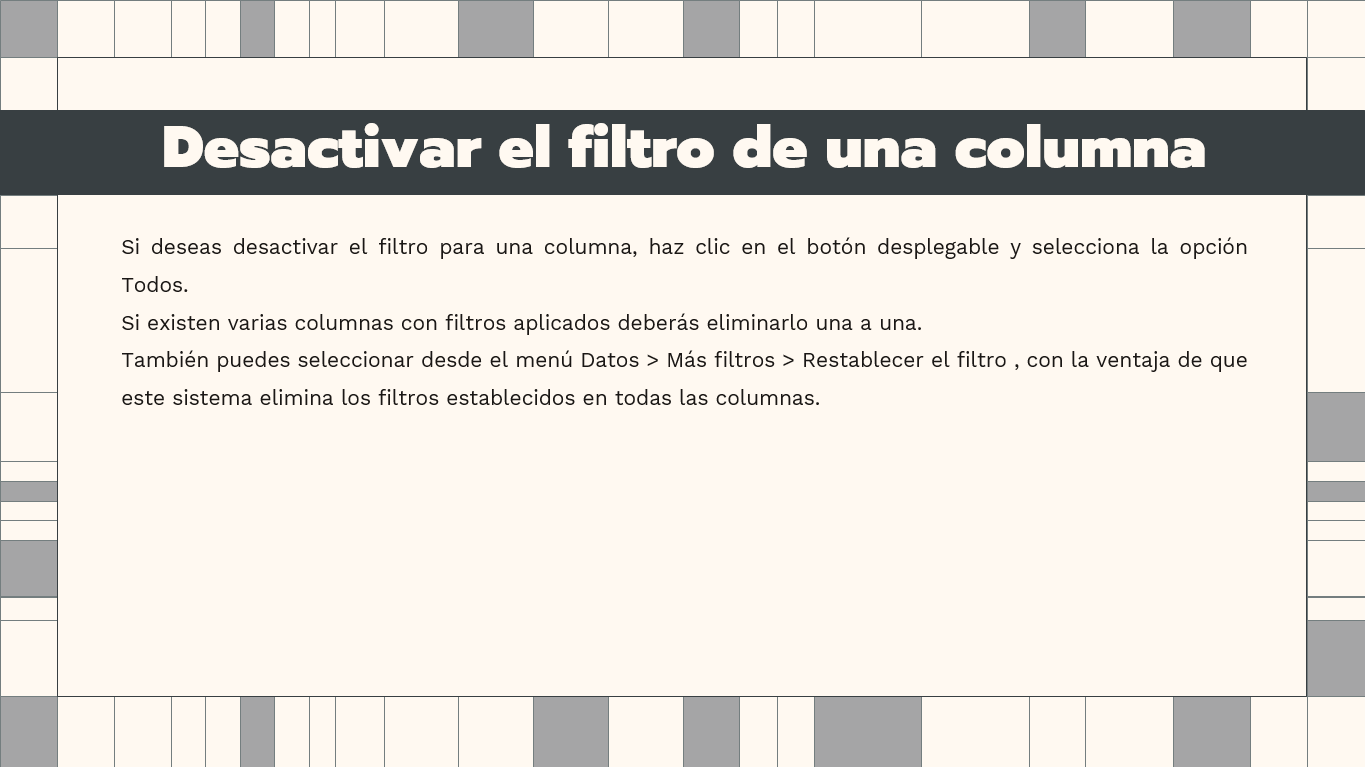 Desactivar el filtro de una columna
Si deseas desactivar el filtro para una columna, haz clic en el botón desplegable y selecciona la opción
Todos.
Si existen varias columnas con filtros aplicados deberás eliminarlo una a una.
También puedes seleccionar desde el menú Datos > Más filtros > Restablecer el filtro , con la ventaja de que
este sistema elimina los filtros establecidos en todas las columnas.